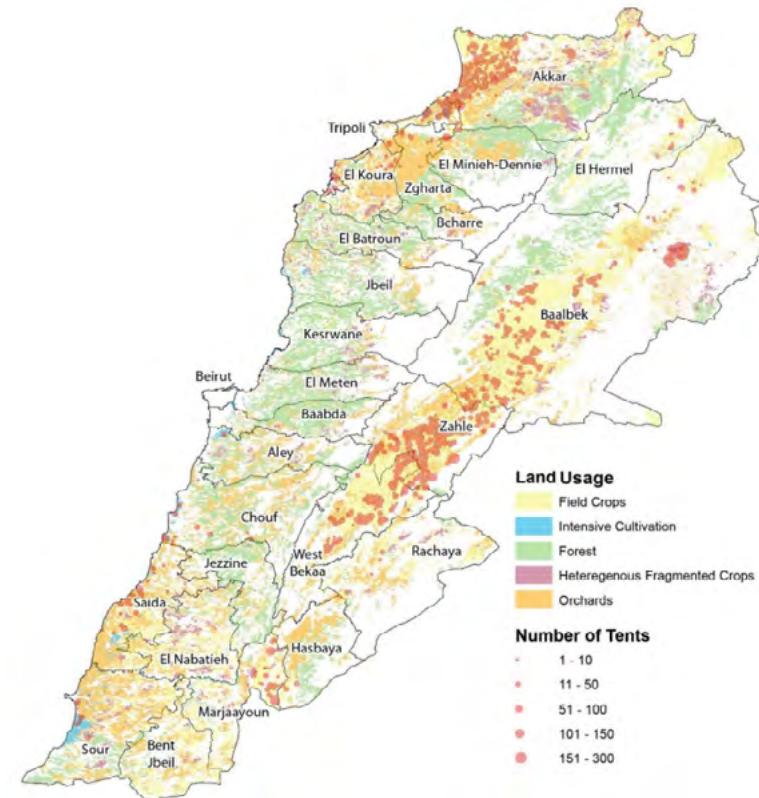 Akkar
Tripoli
El Minieh-Dennie
El Hermel
El Koura
Zgharta
Bcharre
El Batroun
Jbeil
Baalbek
Kesrwane
Beirut
El Meten
Baabda
Zahle
Aley
Land Usage
Field Crops
Chouf
Intensive Cultivation
Forest
Jezzine
West
Bekaa
Rachaya
Heteregenous Fragmented Crops
Orchards
Saida
Number of Tents
El Nabatieh
Hasbaya
1 - 10
11 - 50
Marjaayoun
51 - 100
Sour
Bent
Jbeil
101 - 150
151 - 300